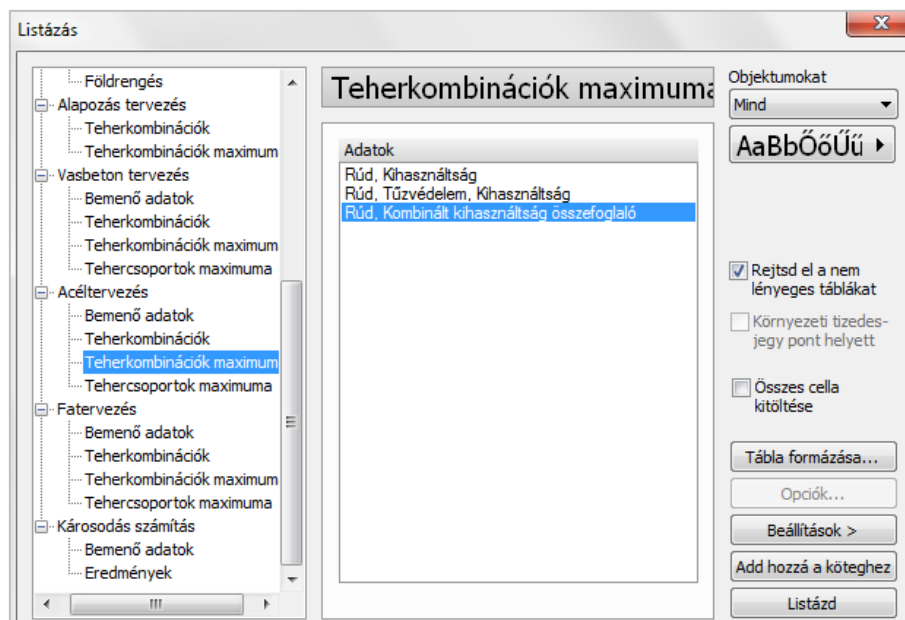 Listázás
Földrengés
Alapozás tervezés
Teherkombinációk
Teherkombinációk maximum
Vasbeton tervezés
Bemenő adatok
Teherkombinációk
Teherkombinációk maximum
Tehercsoportok maximuma
Acéltervezés
Bemenő adatok
Teherkombinációk
Teherkombinációk maximum
Tehercsoportok maximuma
Fatervezés
Bemenő adatok
Teherkombinációk
Teherkombinációk maximum
Tehercsoportok maximuma
Károsodás számítás
Bemenő adatok
Eredmények
Teherkombinációk maximuma
Adatok
Rúd, Kihasználtság
Rúd, Tűzvédelem, Kihasználtság
Rúd, Kombinált kihasználtság összefoglaló
Objektumokat
Mind
AaBbŐőŰű
Rejtsd el a nem
lényeges táblákat
Környezeti tizedes-
jegy pont helyett
Összes cella
kitöltése
Tábla formázása...
Opciók...
Beállítások >
Add hozzá a köteghez
Listázd